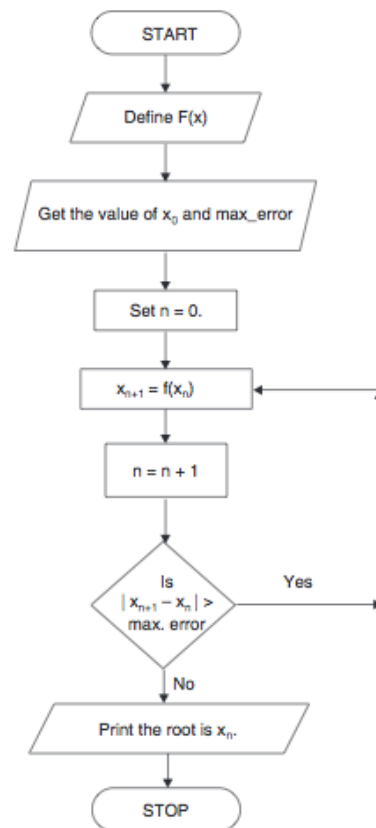 START
Define F(x)
Get the value of x₀ and max_error
Set n = 0.
xₙ₊₁ = f(xₙ)
n = n + 1
Is
| xₙ₊₁ – xₙ | >
max. error
Yes
No
Print the root is xₙ.
STOP